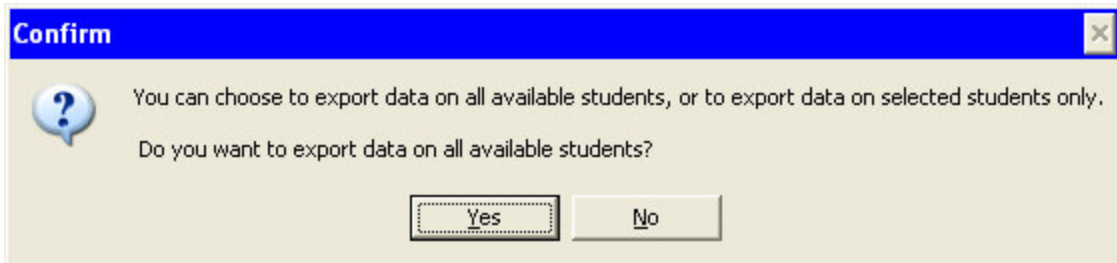 Confirm
You can choose to export data on all available students, or to export data on selected students only.
Do you want to export data on all available students?
Yes No